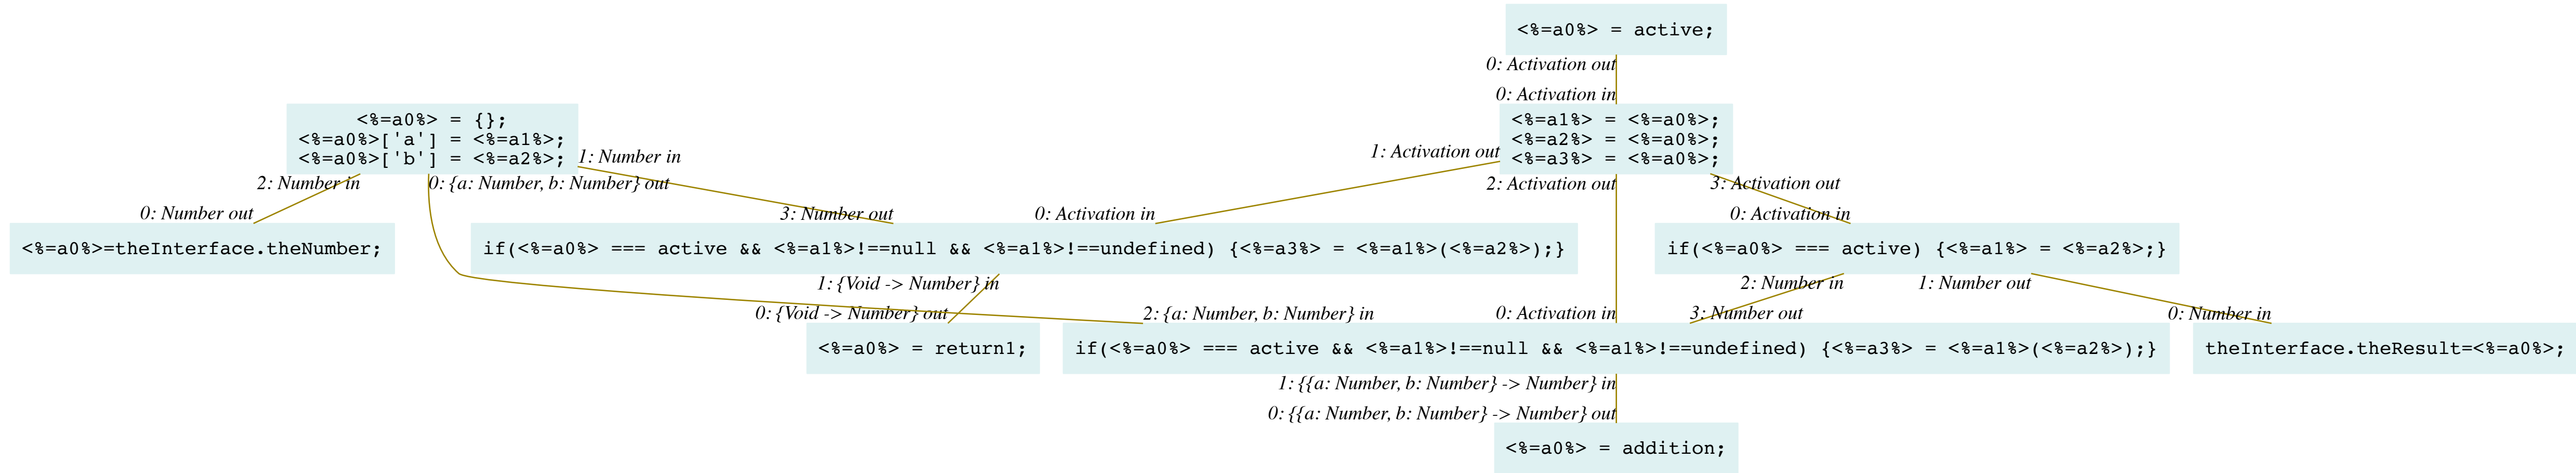 <%=a0%> = active;
0: Activation out
0: Activation in
<%=a0%> = {};
<%=a0%>['a'] = <%=a1%>;
<%=a0%>['b'] = <%=a2%>;
<%=a1%> = <%=a0%>;
<%=a2%> = <%=a0%>;
<%=a3%> = <%=a0%>;
1: Number in
1: Activation out
2: Number in
0: {a: Number, b: Number} out
2: Activation out
3: Activation out
0: Number out
3: Number out
0: Activation in
0: Activation in
<%=a0%>=theInterface.theNumber;
if(<%=a0%> === active && <%=a1%>!==null && <%=a1%>!==undefined) {<%=a3%> = <%=a1%>(<%=a2%>);}
if(<%=a0%> === active) {<%=a1%> = <%=a2%>;}
1: {Void -> Number} in
2: Number in
1: Number out
0: {Void -> Number} out
2: {a: Number, b: Number} in
0: Activation in
3: Number out
0: Number in
<%=a0%> = return1;
if(<%=a0%> === active && <%=a1%>!==null && <%=a1%>!==undefined) {<%=a3%> = <%=a1%>(<%=a2%>);}
theInterface.theResult=<%=a0%>;
1: {{a: Number, b: Number} -> Number} in
0: {{a: Number, b: Number} -> Number} out
<%=a0%> = addition;